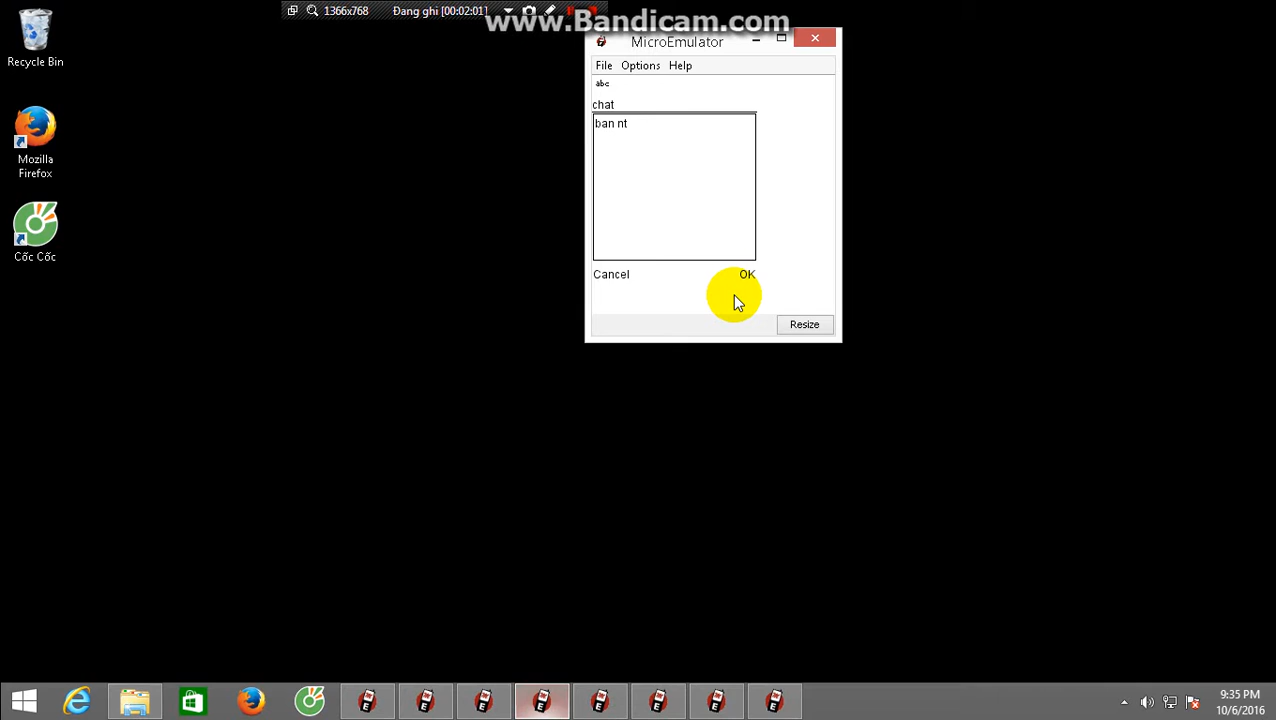 1366x768
Đang ghi [00:02:01]
www.Bandicam.com
Recycle Bin
Mozilla
Firefox
Cốc Cốc
MicroEmulator
File Options Help
abc
chat
ban nt
Cancel OK
Resize
9:35 PM
10/6/2016